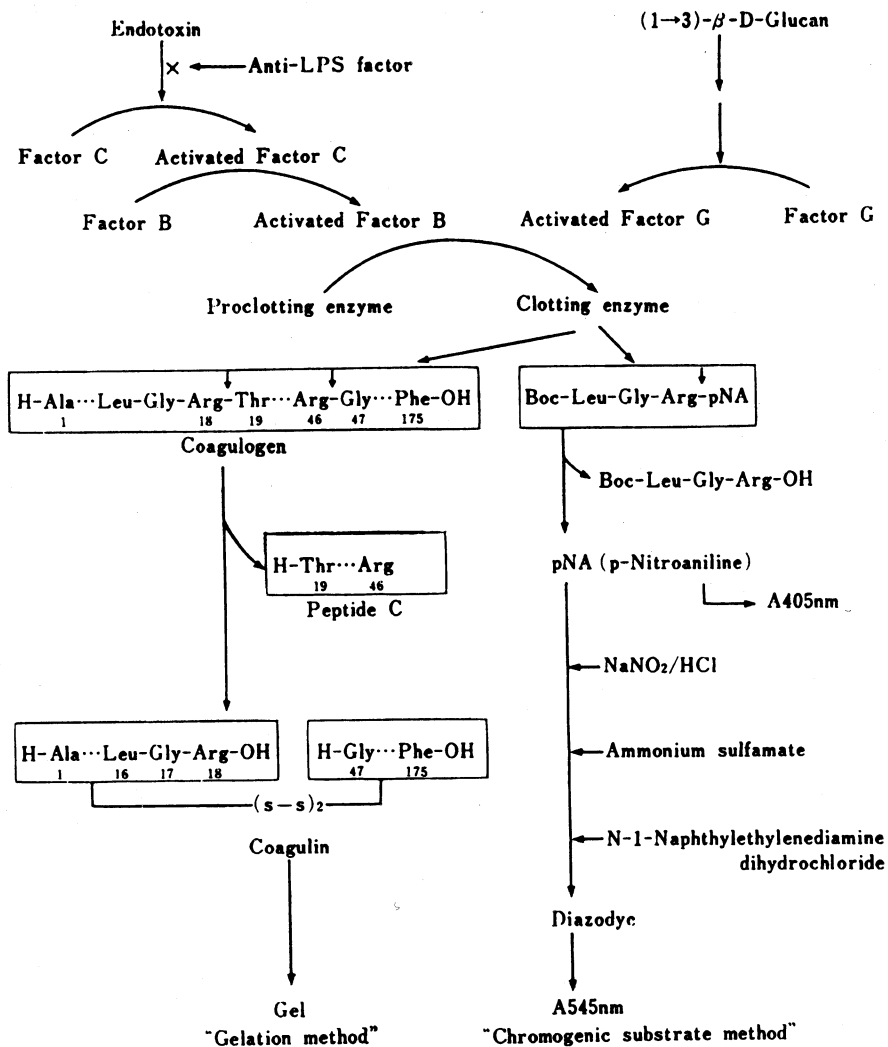 Endotoxin
(1→3)-β-D-Glucan
× ← Anti-LPS factor
Factor C Activated Factor C
Factor B Activated Factor B Activated Factor G Factor G
Proclotting enzyme Clotting enzyme
H-Ala···Leu-Gly-Arg-Thr···Arg-Gly···Phe-OH
1 18 19 46 47 175
Coagulogen
Boc-Leu-Gly-Arg-pNA
Boc-Leu-Gly-Arg-OH
H-Thr···Arg
19 46
Peptide C
pNA (p-Nitroaniline)
A405nm
NaNO₂/HCl
H-Ala···Leu-Gly-Arg-OH
1 16 17 18
H-Gly···Phe-OH
47 175
(s-s)₂
Coagulin
Ammonium sulfamate
N-1-Naphthylethylenediamine
dihydrochloride
Diazodye
Gel
"Gelation method"
A545nm
"Chromogenic substrate method"